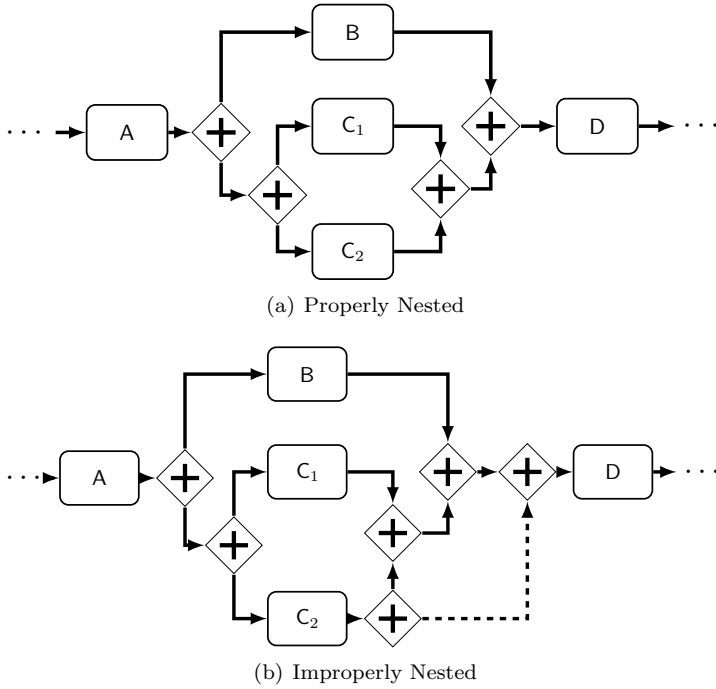 B
C₁
··· A D ···
C₂
(a) Properly Nested
B
C₁
··· A D ···
C₂
(b) Improperly Nested